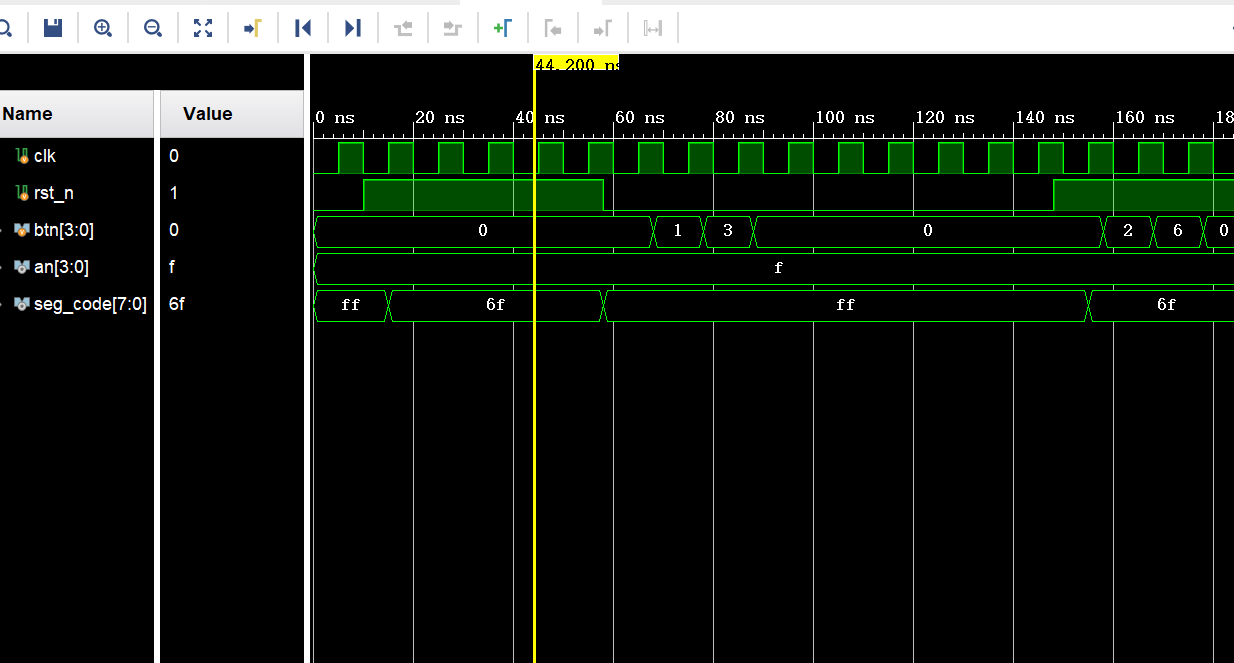 44.200 ns
Name Value
0 ns 20 ns 40 ns 60 ns 80 ns 100 ns 120 ns 140 ns 160 ns 18
clk 0
rst_n 1
btn[3:0] 0 0 1 3 0 2 6 0
an[3:0] f f
seg_code[7:0] 6f ff 6f ff 6f